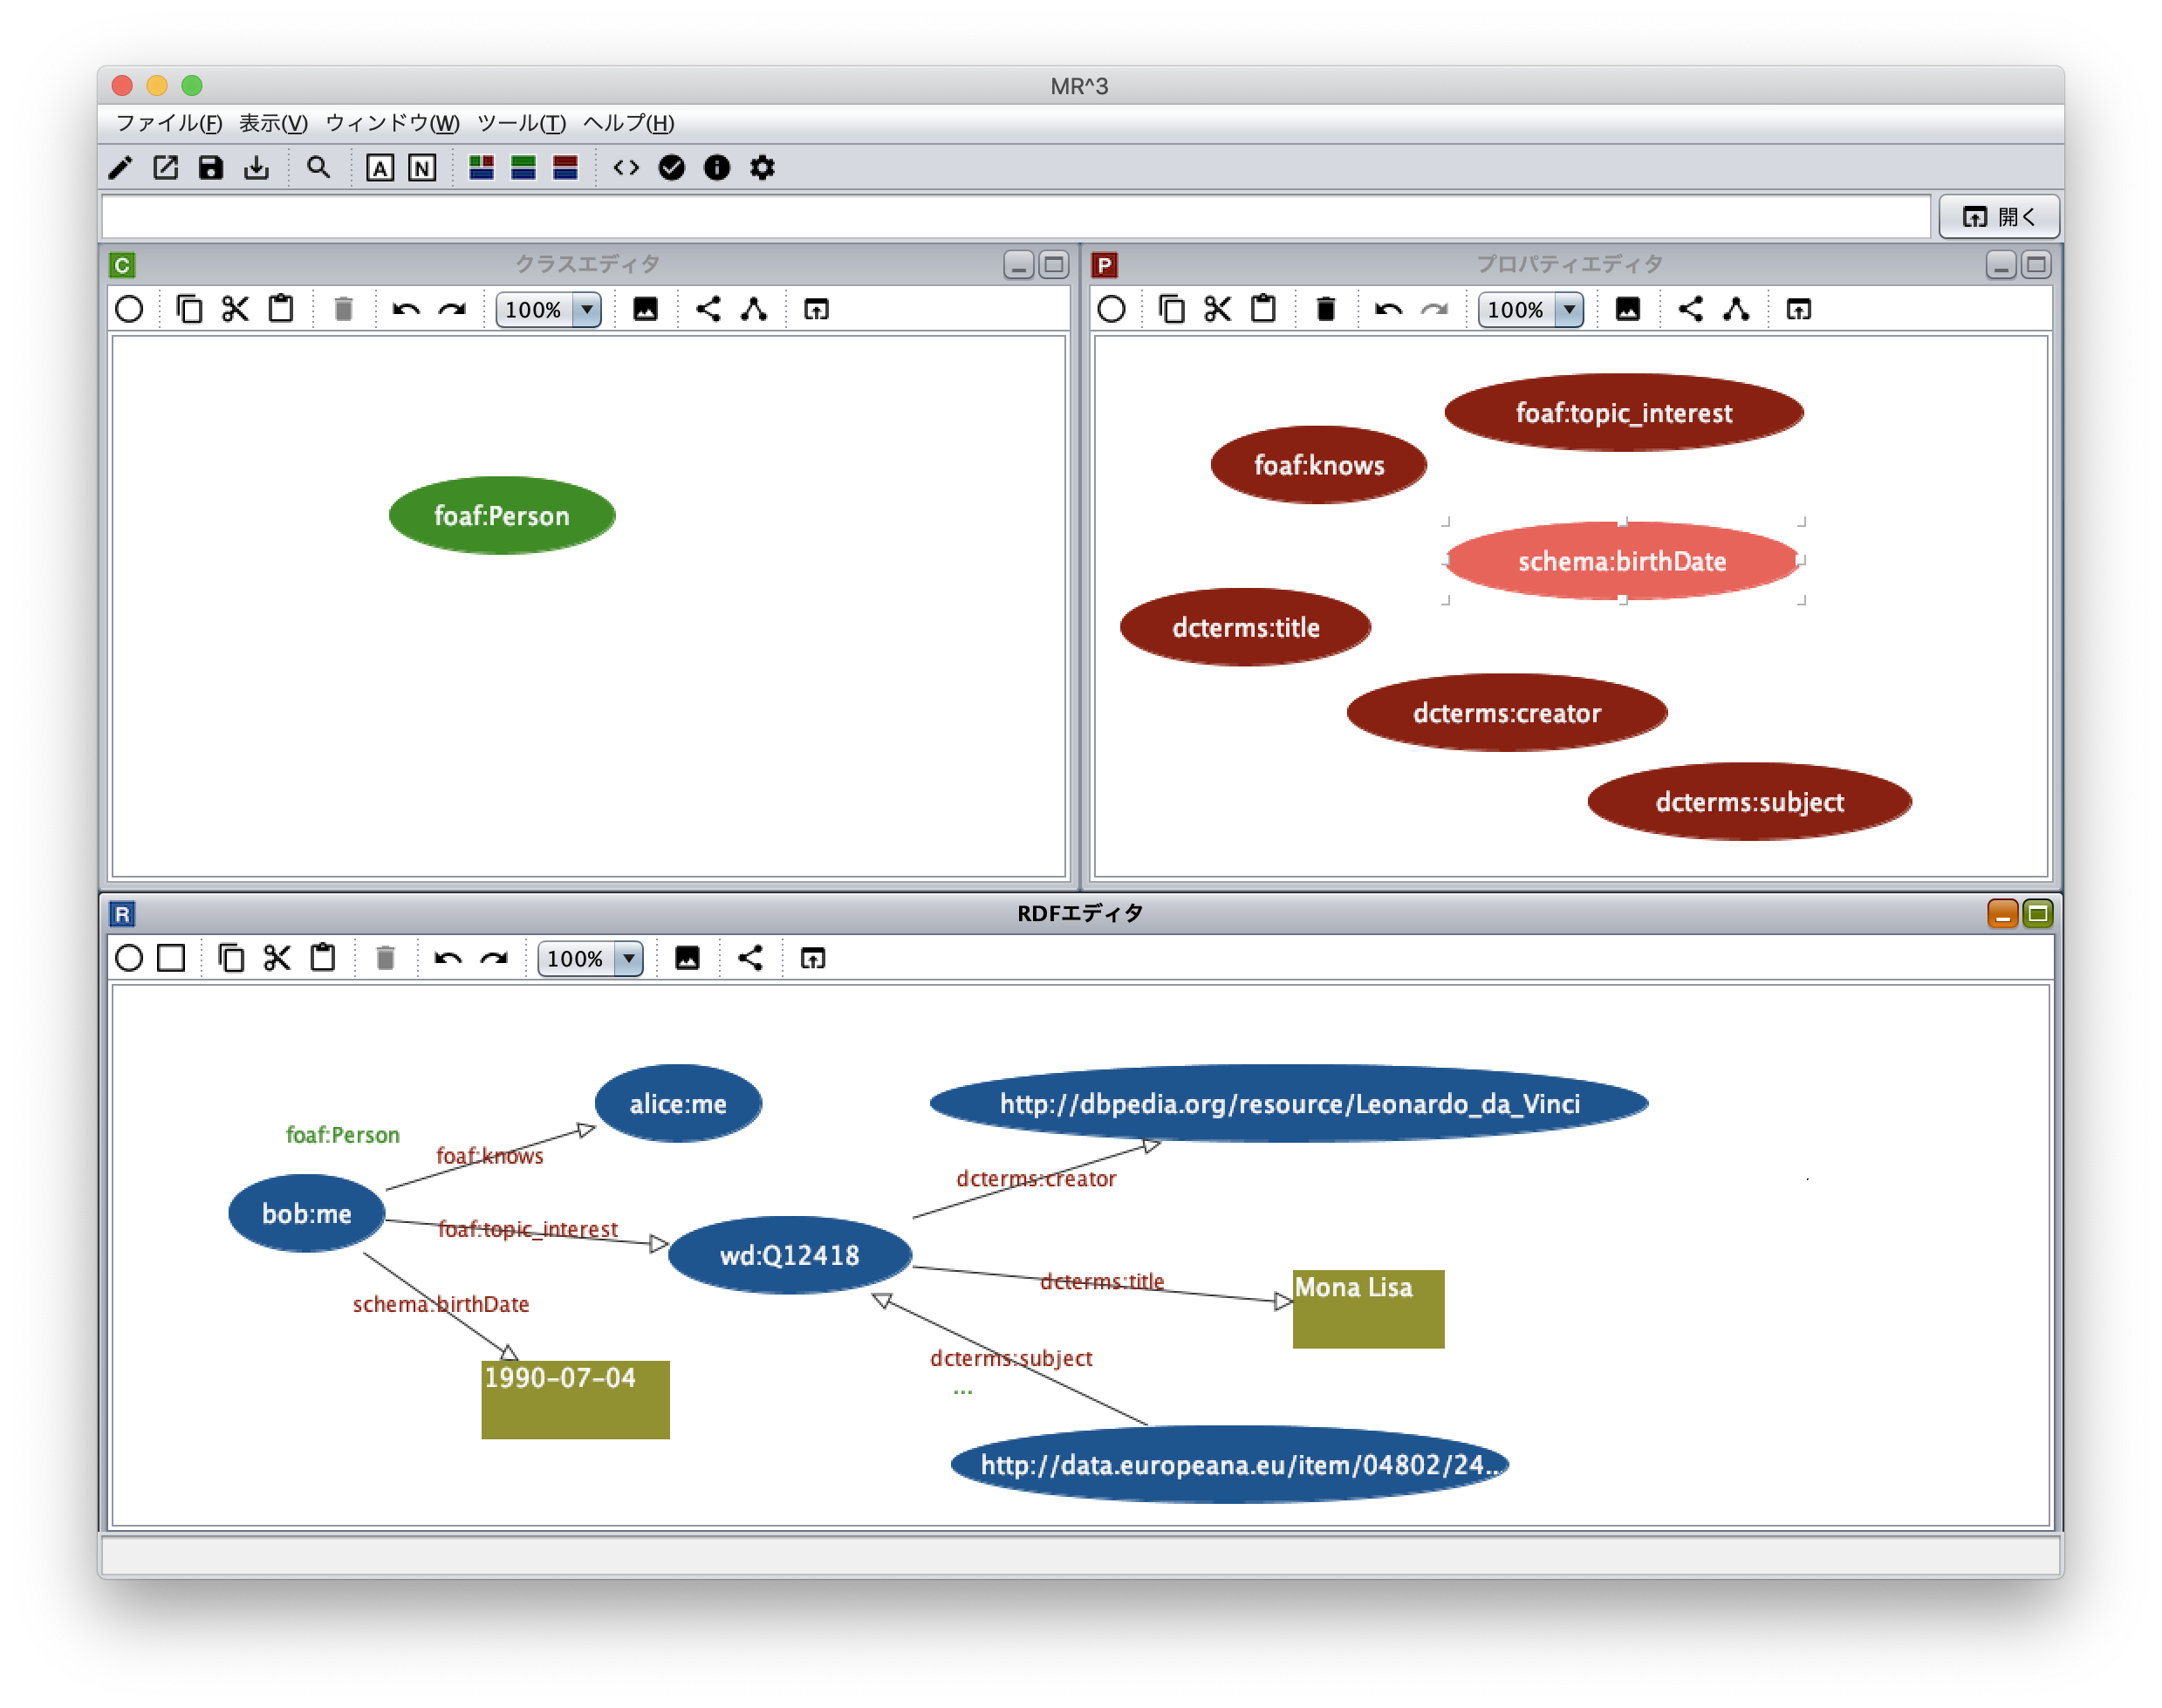 MR^3
ファイル(F) 表示(V) ウィンドウ(W) ツール(T) ヘルプ(H)
A N
開く
C クラスエディタ
100%
foaf:Person
P プロパティエディタ
100%
foaf:topic_interest
foaf:knows
schema:birthDate
dcterms:title
dcterms:creator
dcterms:subject
R RDFエディタ
100%
alice:me
http://dbpedia.org/resource/Leonardo_da_Vinci
foaf:Person
foaf:knows
dcterms:creator
bob:me
foaf:topic_interest
wd:Q12418
dcterms:title
Mona Lisa
schema:birthDate
dcterms:subject
...
1990-07-04
http://data.europeana.eu/item/04802/24...